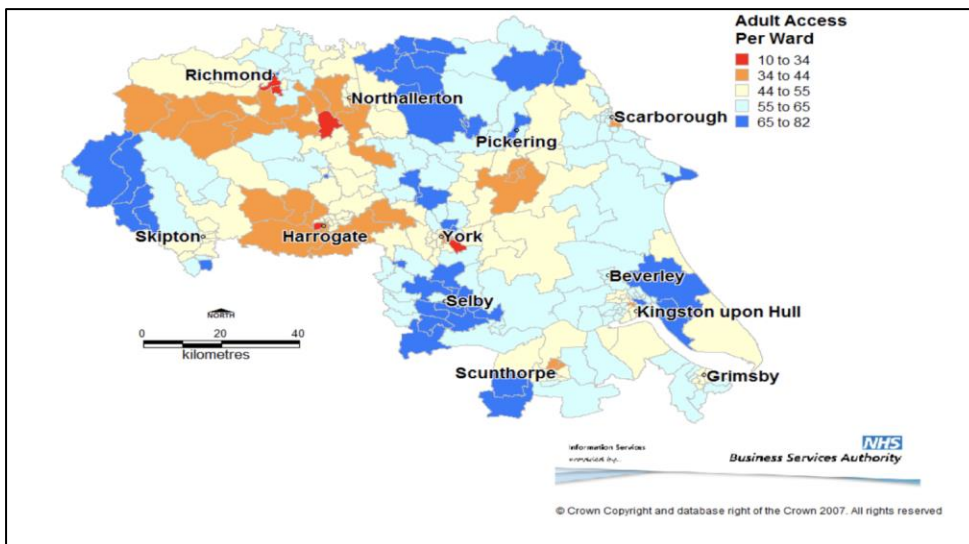 Adult Access
Per Ward
10 to 34
34 to 44
44 to 55
55 to 65
65 to 82
Richmond
Northallerton
Scarborough
Pickering
Skipton
Harrogate
York
Beverley
Selby
Kingston upon Hull
NORTH
0 20 40
kilometres
Scunthorpe
Grimsby
Information Services
provided by..
NHS
Business Services Authority
© Crown Copyright and database right of the Crown 2007. All rights reserved